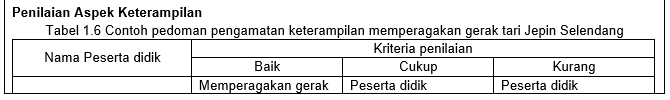 Penilaian Aspek Keterampilan
Tabel 1.6 Contoh pedoman pengamatan keterampilan memperagakan gerak tari Jepin Selendang
Nama Peserta didik
Kriteria penilaian
Baik Cukup Kurang
Memperagakan gerak Peserta didik Peserta didik